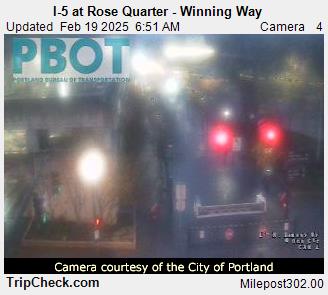 I-5 at Rose Quarter - Winning Way
Updated Feb 19 2025 6:51 AM Camera 4
PBOT
PORTLAND BUREAU OF TRANSPORTATION
Camera courtesy of the City of Portland
TripCheck.com Milepost302.00